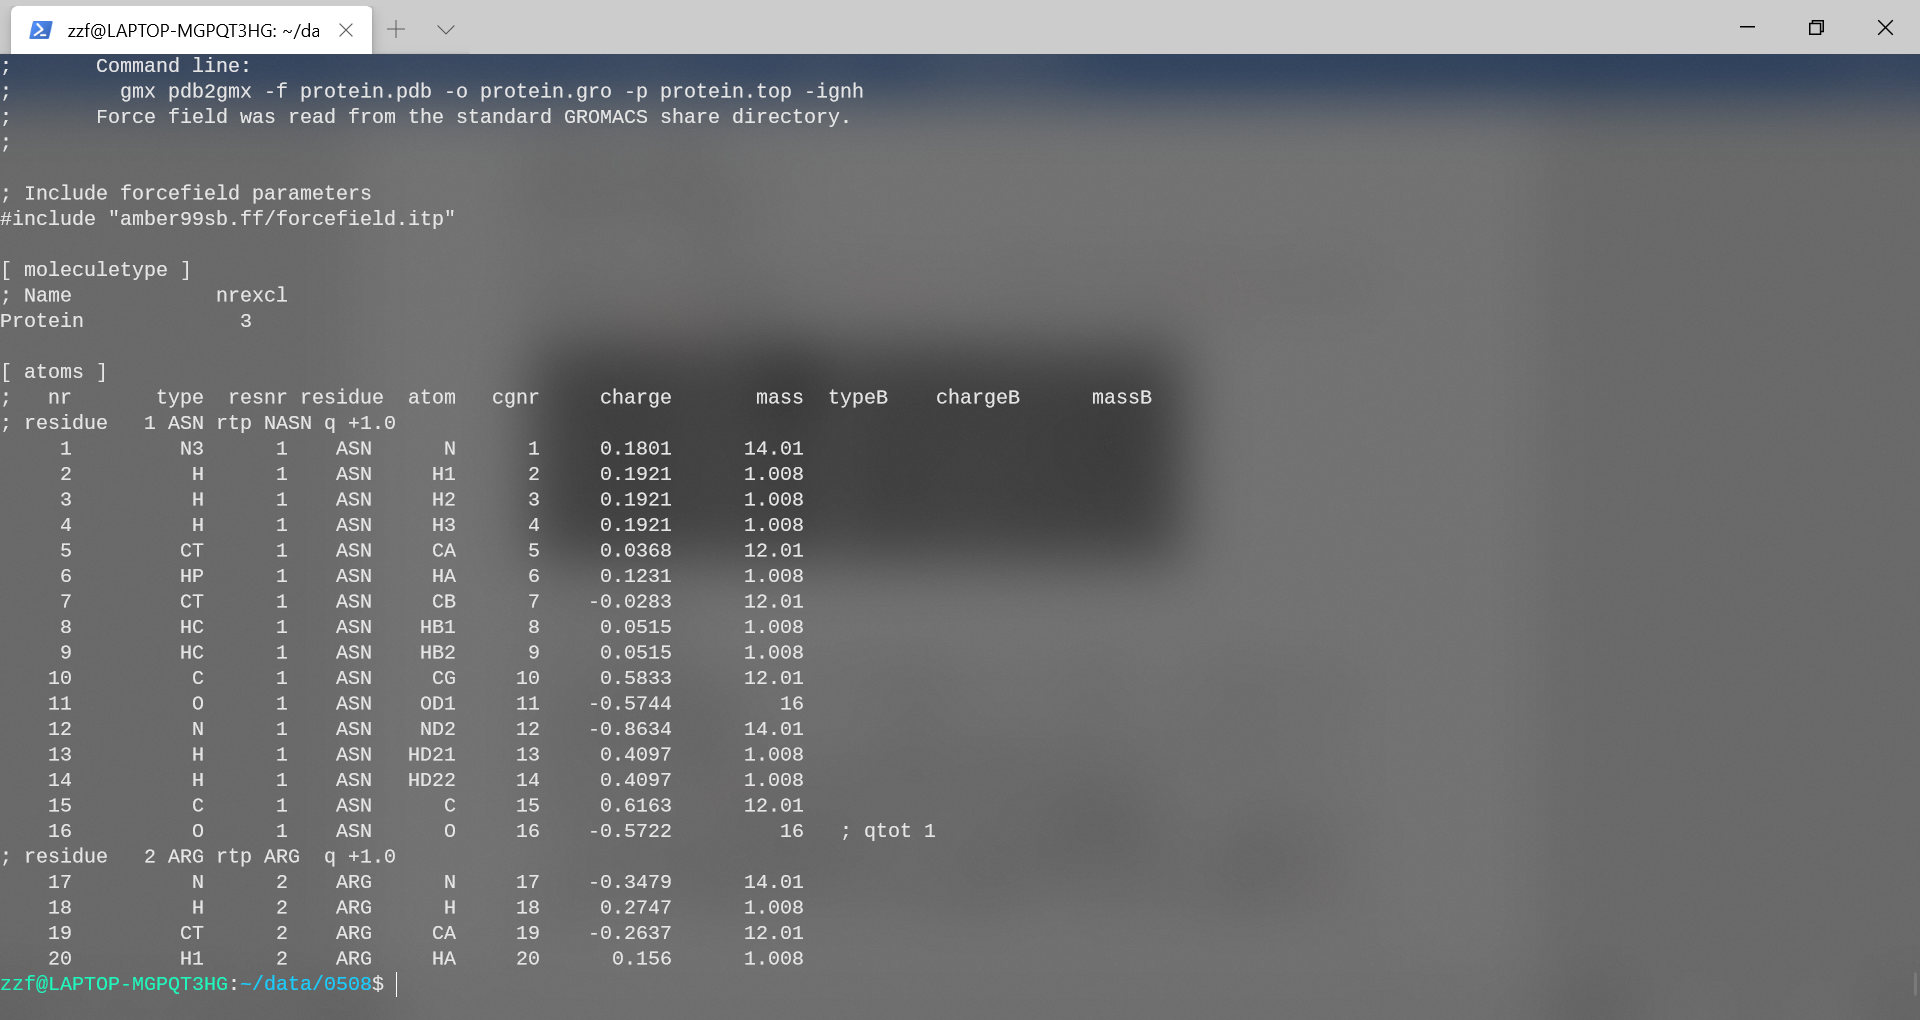 zzf@LAPTOP-MGPQT3HG: ~/da
;       Command line:
;         gmx pdb2gmx -f protein.pdb -o protein.gro -p protein.top -ignh
;       Force field was read from the standard GROMACS share directory.
;
; Include forcefield parameters
#include "amber99sb.ff/forcefield.itp"
[ moleculetype ]
; Name            nrexcl
Protein             3
[ atoms ]
;   nr       type  resnr residue  atom   cgnr     charge       mass  typeB    chargeB      massB
; residue   1 ASN rtp NASN q +1.0
     1         N3      1    ASN      N      1     0.1801      14.01
     2          H      1    ASN     H1      2     0.1921      1.008
     3          H      1    ASN     H2      3     0.1921      1.008
     4          H      1    ASN     H3      4     0.1921      1.008
     5         CT      1    ASN     CA      5     0.0368      12.01
     6         HP      1    ASN     HA      6     0.1231      1.008
     7         CT      1    ASN     CB      7    -0.0283      12.01
     8         HC      1    ASN    HB1      8     0.0515      1.008
     9         HC      1    ASN    HB2      9     0.0515      1.008
    10          C      1    ASN     CG     10     0.5833      12.01
    11          O      1    ASN    OD1     11    -0.5744         16
    12          N      1    ASN    ND2     12    -0.8634      14.01
    13          H      1    ASN   HD21     13     0.4097      1.008
    14          H      1    ASN   HD22     14     0.4097      1.008
    15          C      1    ASN      C     15     0.6163      12.01
    16          O      1    ASN      O     16    -0.5722         16   ; qtot 1
; residue   2 ARG rtp ARG  q +1.0
    17          N      2    ARG      N     17    -0.3479      14.01
    18          H      2    ARG      H     18     0.2747      1.008
    19         CT      2    ARG     CA     19    -0.2637      12.01
    20         H1      2    ARG     HA     20      0.156      1.008
zzf@LAPTOP-MGPQT3HG:~/data/0508$